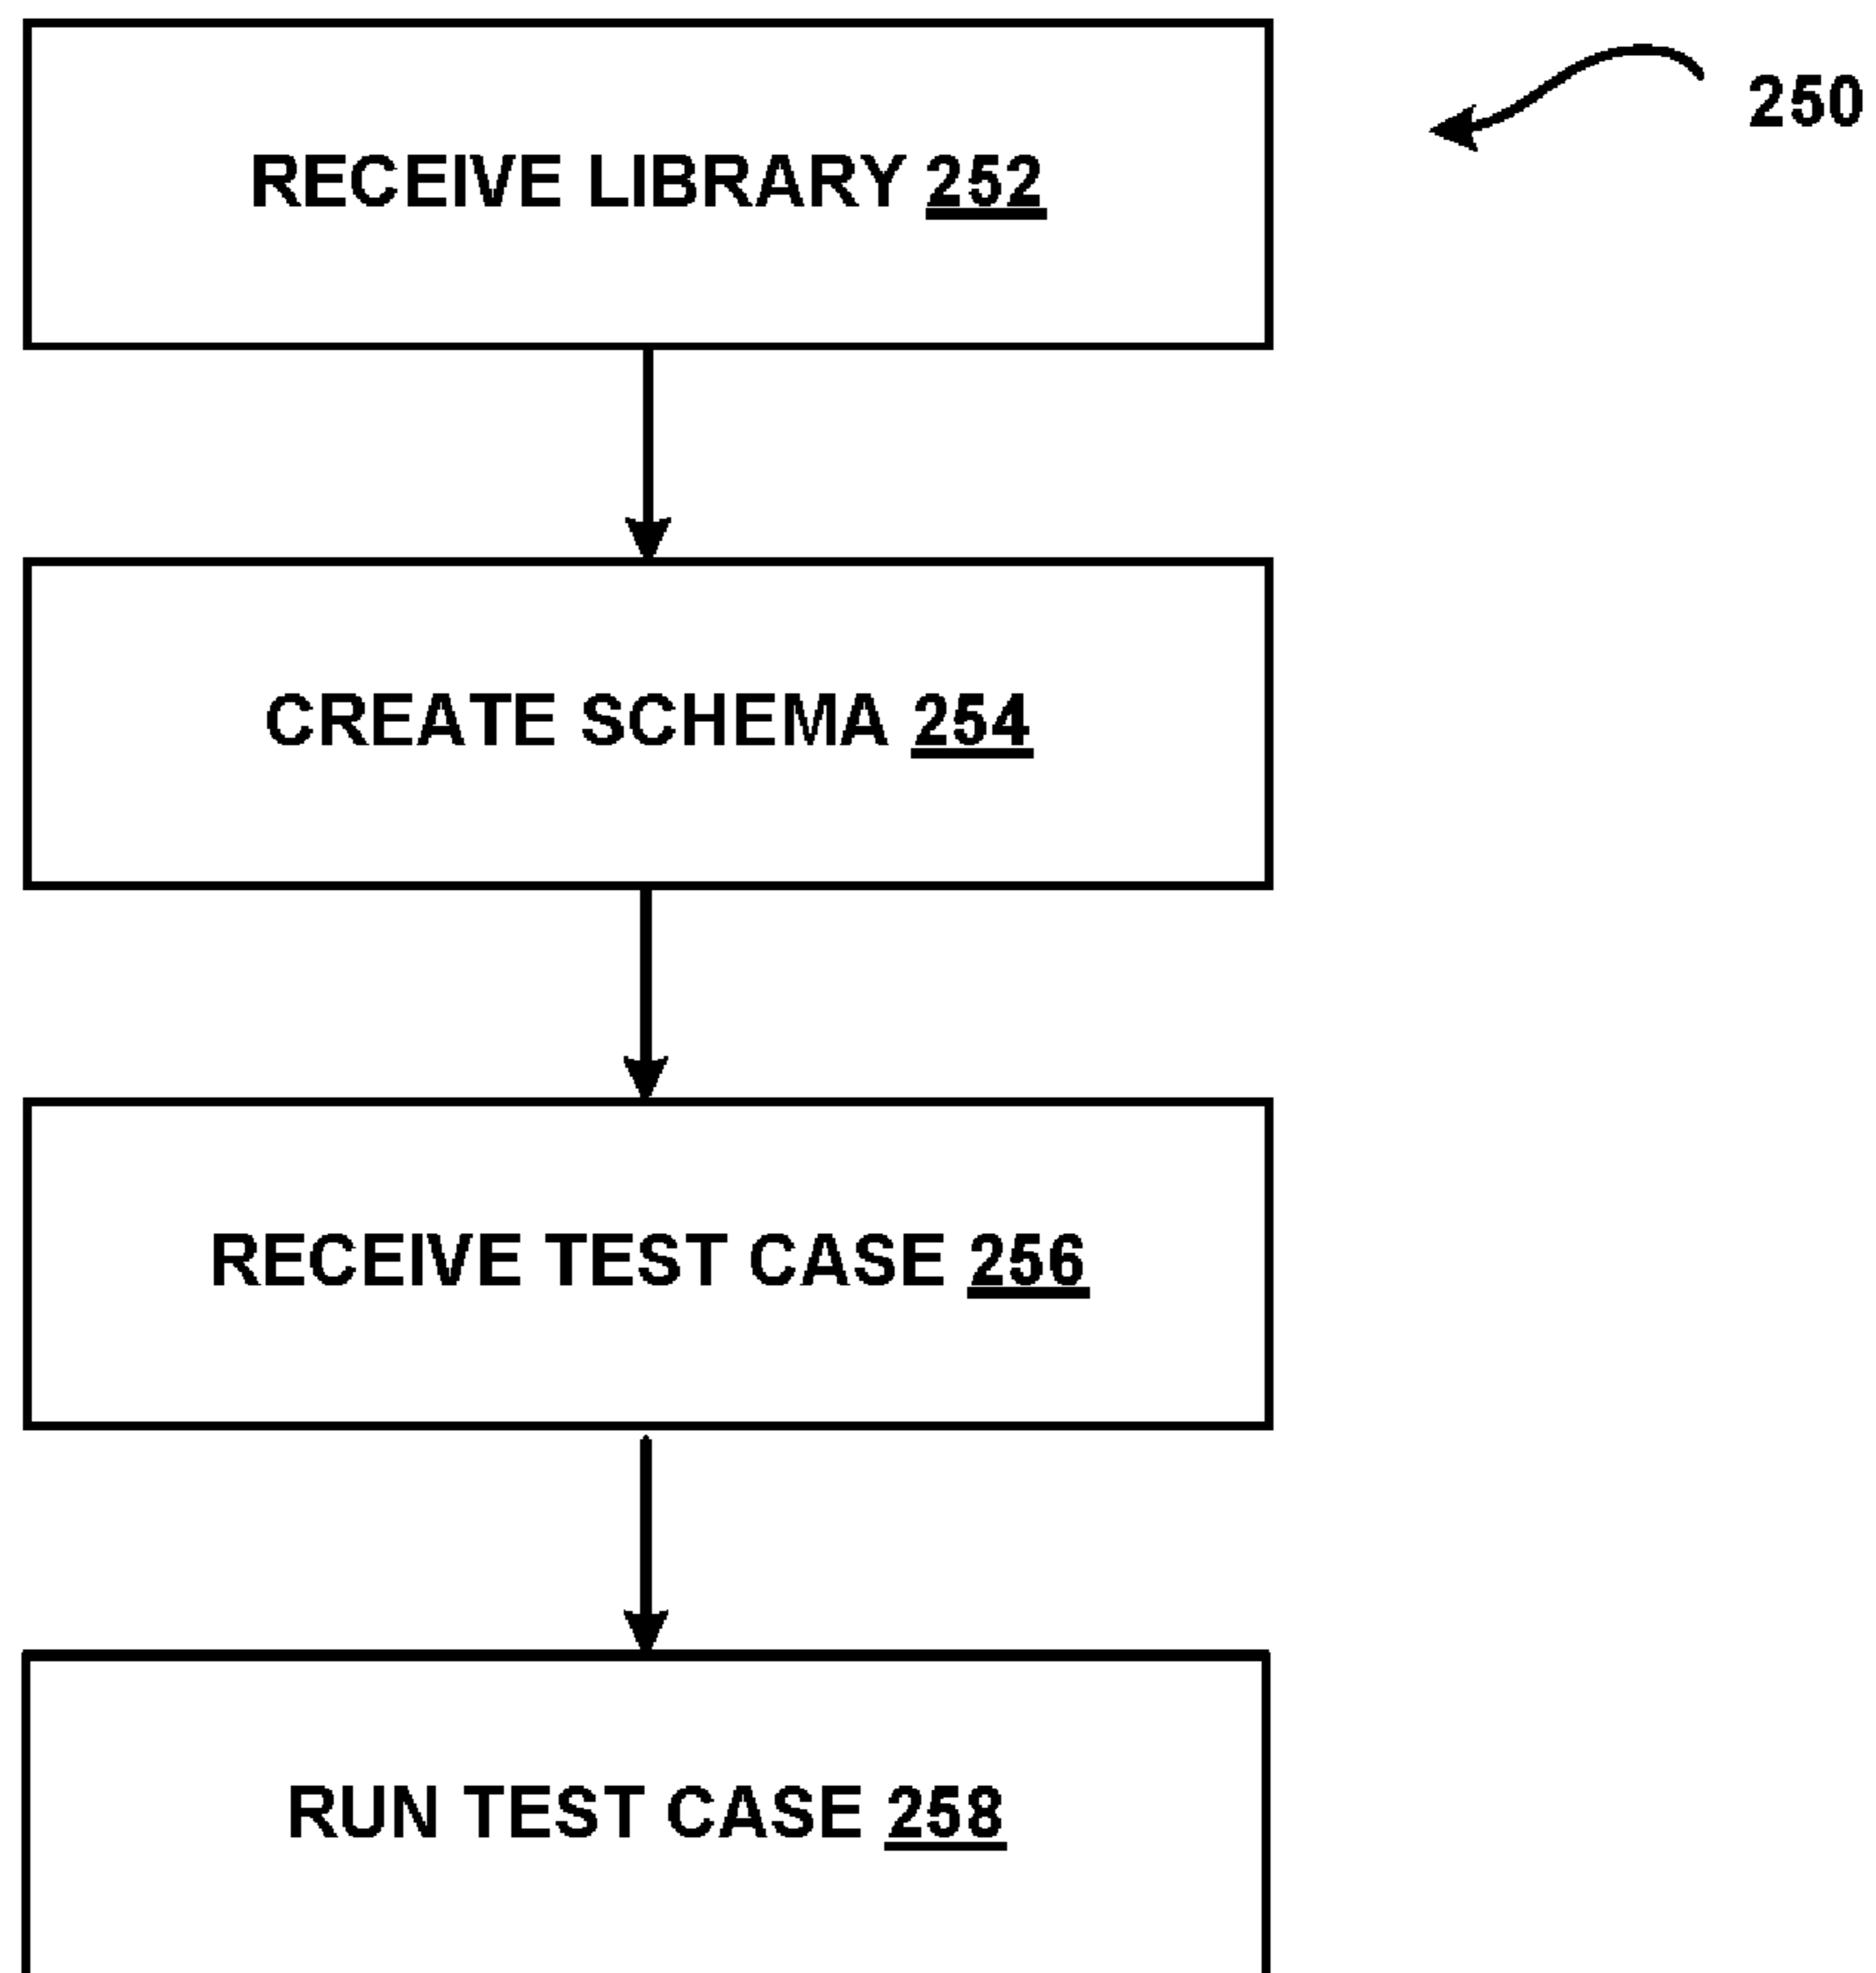 RECEIVE LIBRARY 252
250
CREATE SCHEMA 254
RECEIVE TEST CASE 256
RUN TEST CASE 258